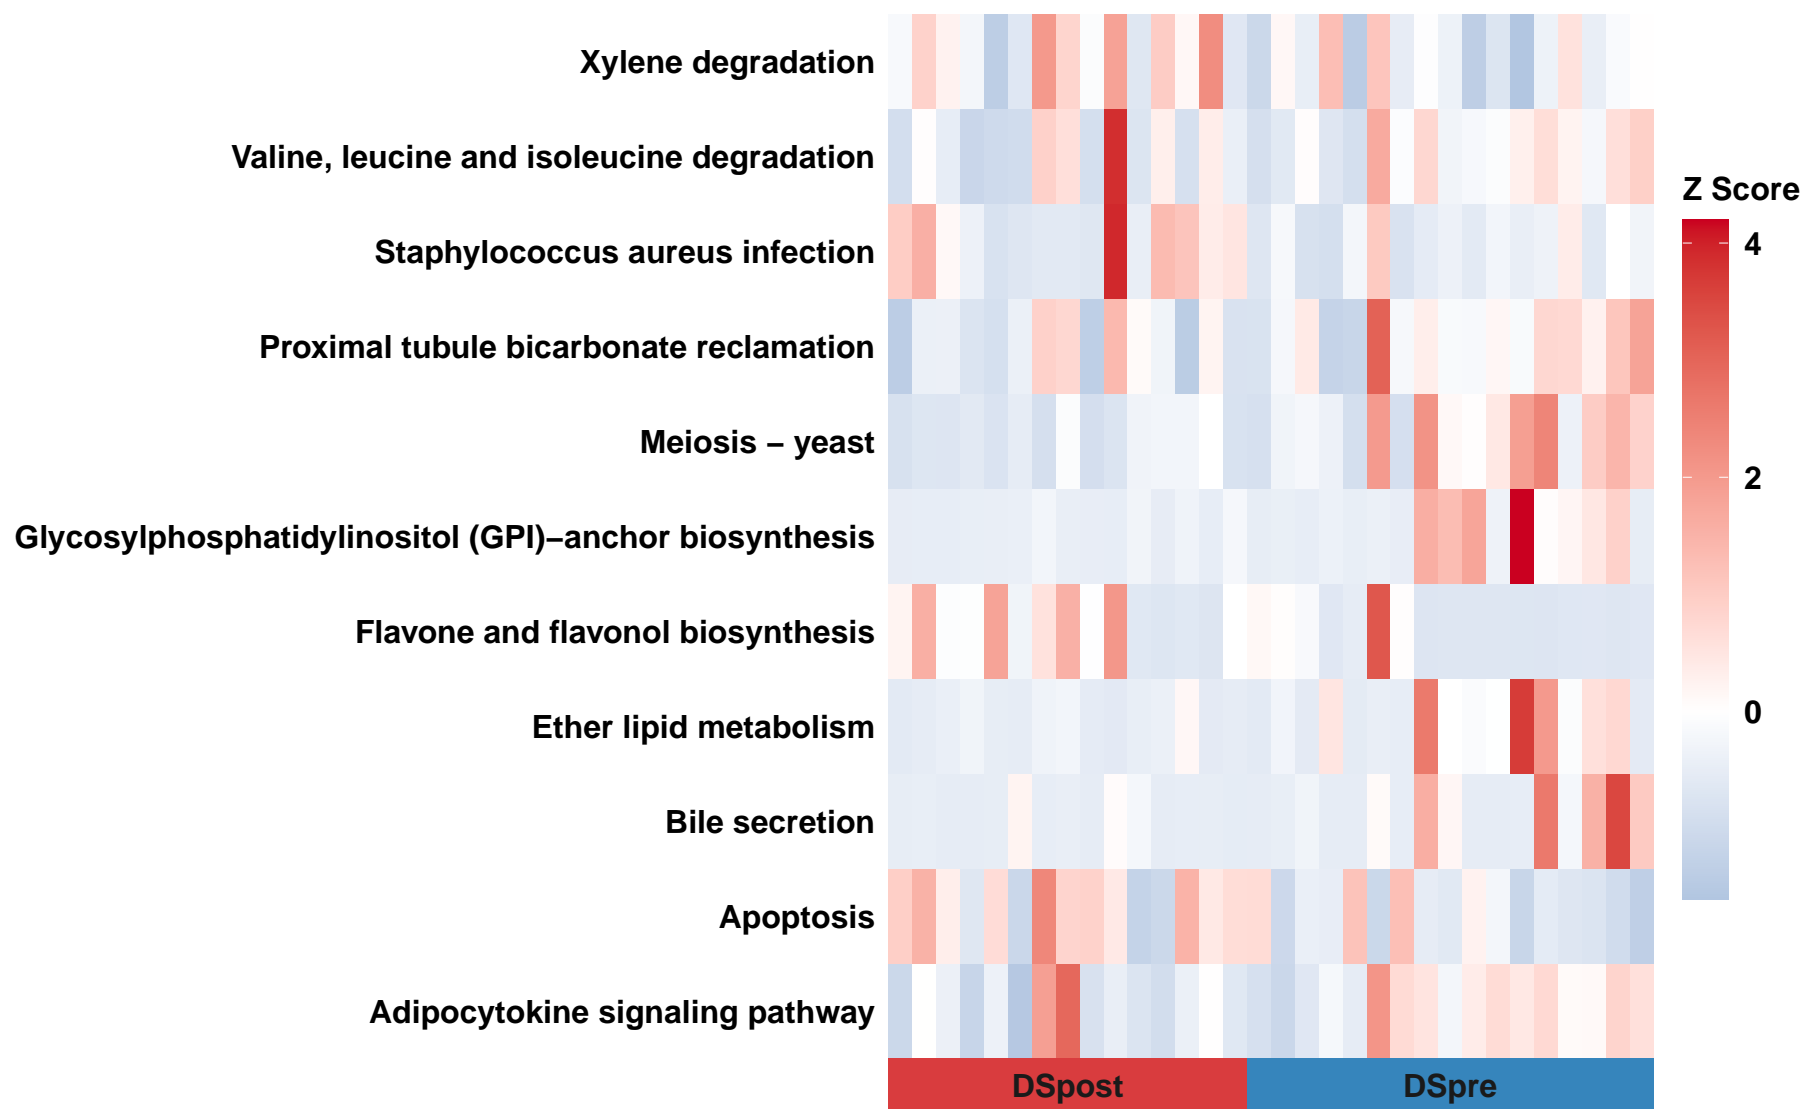 Xylene degradation
Valine, leucine and isoleucine degradation
Staphylococcus aureus infection
Proximal tubule bicarbonate reclamation
Meiosis − yeast
Glycosylphosphatidylinositol (GPI)−anchor biosynthesis
Flavone and flavonol biosynthesis
Ether lipid metabolism
Bile secretion
Apoptosis
Adipocytokine signaling pathway
DSpost
DSpre
Z Score
4
2
0